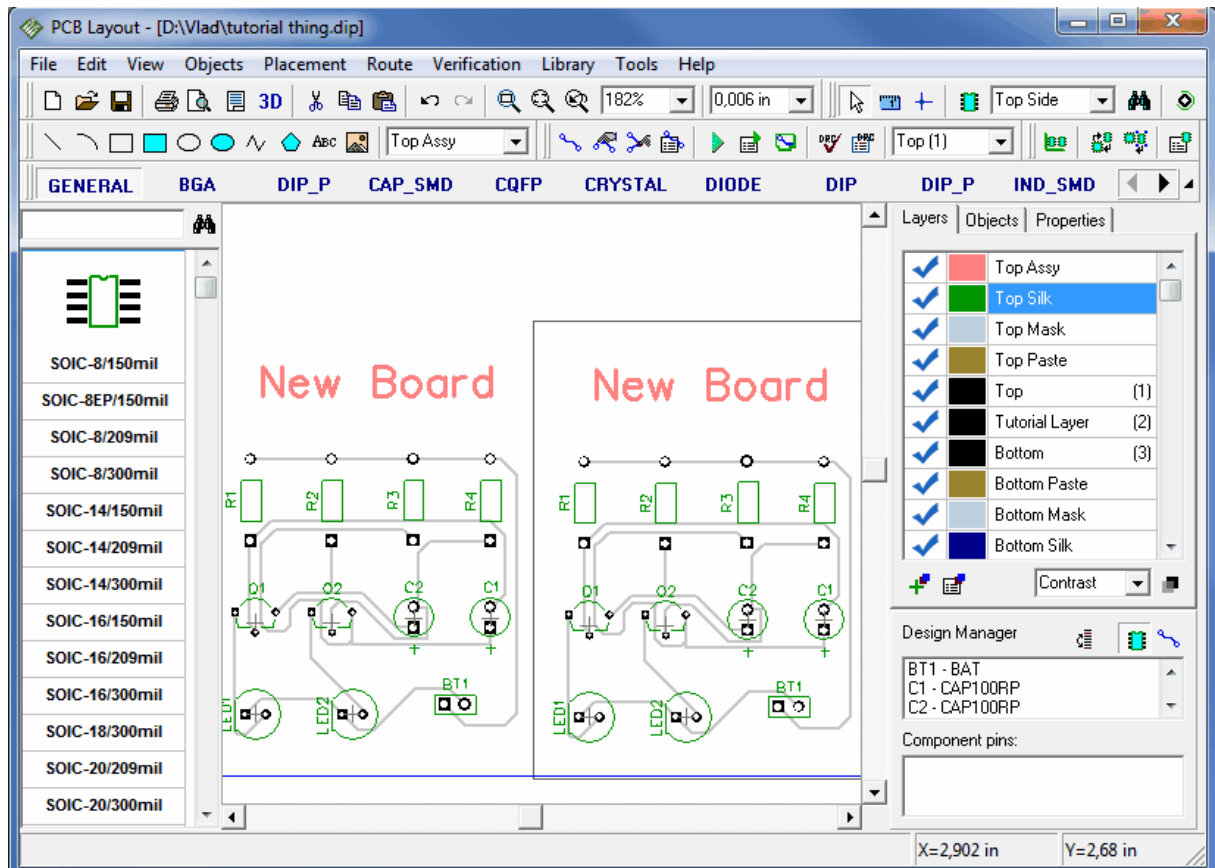 PCB Layout - [D:\Vlad\tutorial thing.dip]
File Edit View Objects Placement Route Verification Library Tools Help
3D 182% 0,006 in Top Side
ABC Top Assy DRC DRC Top (1)
GENERAL BGA DIP_P CAP_SMD CQFP CRYSTAL DIODE DIP DIP_P IND_SMD
SOIC-8/150mil
SOIC-8EP/150mil
SOIC-8/209mil
SOIC-8/300mil
SOIC-14/150mil
SOIC-14/209mil
SOIC-14/300mil
SOIC-16/150mil
SOIC-16/209mil
SOIC-16/300mil
SOIC-18/300mil
SOIC-20/209mil
SOIC-20/300mil
New Board New Board
R1 R2 R3 R4 R1 R2 R3 R4
Q1 Q2 C2 C1 Q1 Q2 C2 C1
+ + + +
LED1 LED2 BT1 LED1 LED2 BT1
Layers Objects Properties
Top Assy
Top Silk
Top Mask
Top Paste
Top (1)
Tutorial Layer (2)
Bottom (3)
Bottom Paste
Bottom Mask
Bottom Silk
Contrast
Design Manager
BT1 - BAT
C1 - CAP100RP
C2 - CAP100RP
Component pins:
X=2,902 in Y=2,68 in